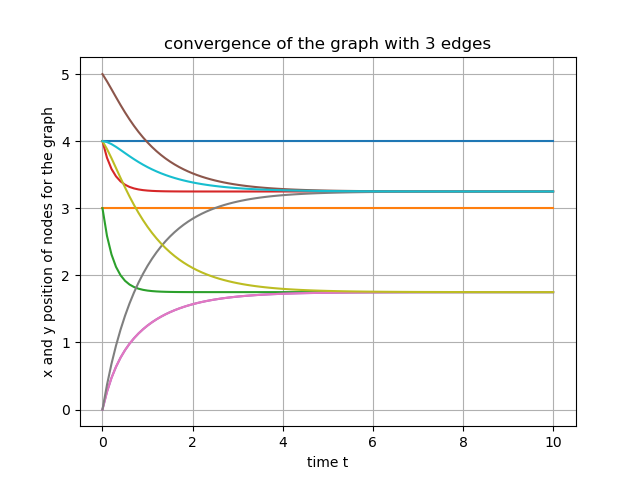 convergence of the graph with 3 edges
x and y position of nodes for the graph
5
4
3
2
1
0
0 2 4 6 8 10
time t